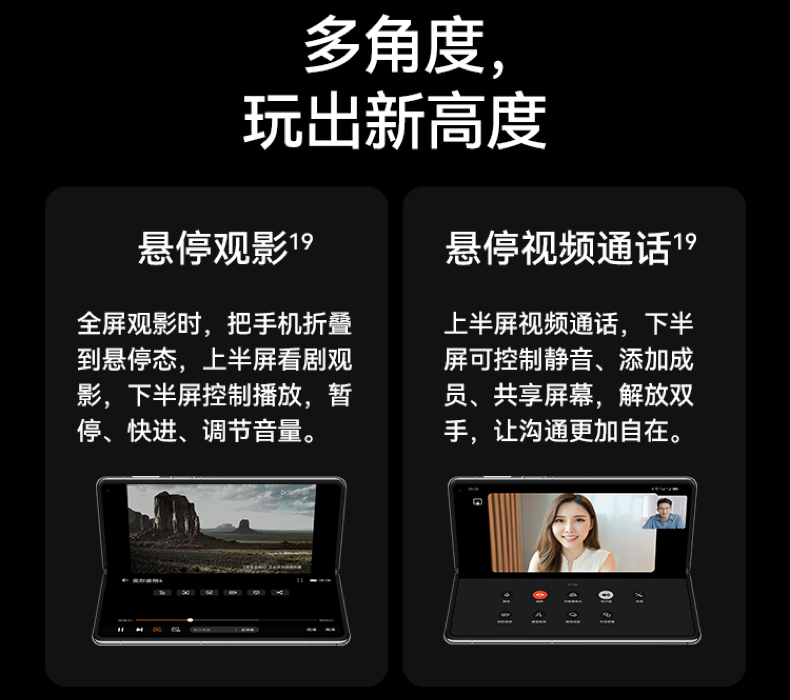 多角度，
玩出新高度
悬停观影19
全屏观影时，把手机折叠
到悬停态，上半屏看剧观
影，下半屏控制播放，暂
停、快进、调节音量。
悬停视频通话19
上半屏视频通话，下半
屏可控制静音、添加成
员、共享屏幕，解放双
手，让沟通更加自在。